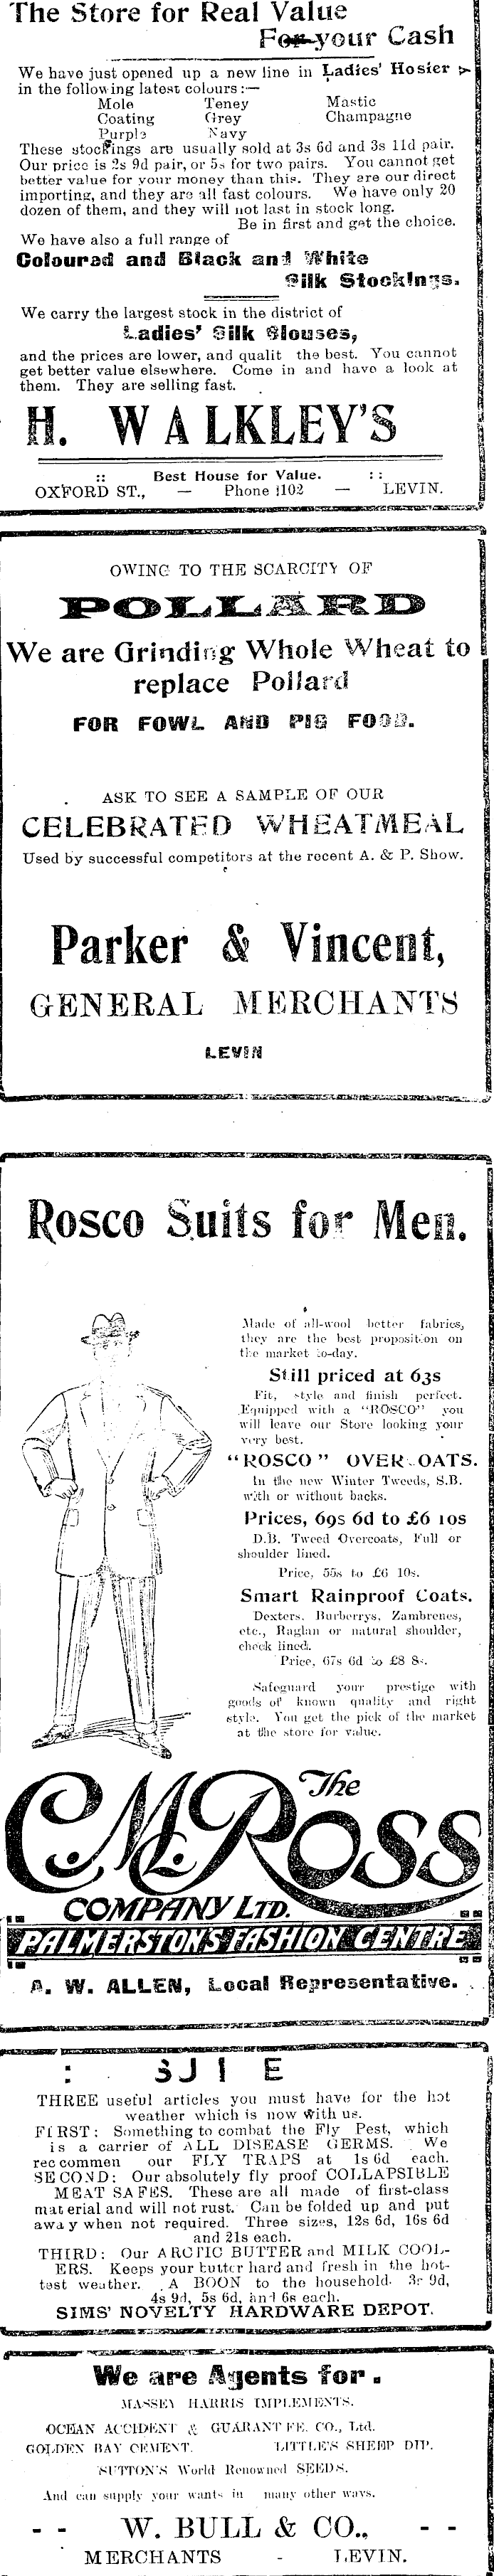 The Store for Real Value
For your Cash
We have just opened up a new line in Ladies' Hosier
in the following latest colours :—
Mole Teney Mastic
Coating Grey Champagne
Purple Navy
These stockings are usually sold at 3s 6d and 3s 11d pair.
Our price is 2s 9d pair, or 5s for two pairs. You cannot get
better value for your money than this. They are our direct
importing, and they are all fast colours. We have only 20
dozen of them, and they will not last in stock long.
Be in first and get the choice.
We have also a full range of
Coloured and Black and White
Silk Stockings.
We carry the largest stock in the district of
Ladies' Silk Blouses,
and the prices are lower, and qualit the best. You cannot
get better value elsewhere. Come in and have a look at
them. They are selling fast.
H. WALKLEY'S
:: Best House for Value. ::
OXFORD ST., — Phone 1102 — LEVIN.
OWING TO THE SCARCITY OF
POLLARD
We are Grinding Whole Wheat to
replace Pollard
FOR FOWL AND PIG FOOD.
ASK TO SEE A SAMPLE OF OUR
CELEBRATED WHEATMEAL
Used by successful competitors at the recent A. & P. Show.
Parker & Vincent,
GENERAL MERCHANTS
LEVIN
Rosco Suits for Men.
Made of all-wool better fabrics,
they are the best proposition on
the market to-day.
Still priced at 63s
Fit, style and finish perfect.
Equipped with a "ROSCO" you
will leave our Store looking your
very best.
"ROSCO" OVER OATS.
In the new Winter Tweeds, S.B.
with or without backs.
Prices, 69s 6d to £6 10s
D.B. Tweed Overcoats, Full or
shoulder lined.
Price, 55s to £6 10s.
Smart Rainproof Coats.
Dexters, Burberrys, Zambrenes,
etc., Raglan or natural shoulder,
check lined.
Price, 67s 6d to £8 8s.
Safeguard your prestige with
goods of known quality and right
style. You get the pick of the market
at the store for value.
The
C.M. ROSS
COMPANY LTD.
PALMERSTON'S FASHION CENTRE
A. W. ALLEN, Local Representative.
THREE useful articles you must have for the hot
weather which is now with us.
FIRST: Something to combat the Fly Pest, which
is a carrier of ALL DISEASE GERMS. We
recommen our FLY TRAPS at 1s 6d each.
SECOND: Our absolutely fly proof COLLAPSIBLE
MEAT SAFES. These are all made of first-class
material and will not rust. Can be folded up and put
away when not required. Three sizes, 12s 6d, 16s 6d
and 21s each.
THIRD: Our ARCTIC BUTTER and MILK COOL-
ERS. Keeps your butter hard and fresh in the hot-
test weather. A BOON to the household. 3s 9d,
4s 9d, 5s 6d, and 6s each.
SIMS' NOVELTY HARDWARE DEPOT.
We are Agents for.
MASSEY HARRIS IMPLEMENTS.
OCEAN ACCIDENT & GUARANTEE. CO., Ltd.
GOLDEN BAY CEMENT. LITTLE'S SHEEP DIP.
SUTTON'S World Renowned SEEDS.
And can supply your wants in many other ways.
-- W. BULL & CO., --
MERCHANTS - LEVIN.